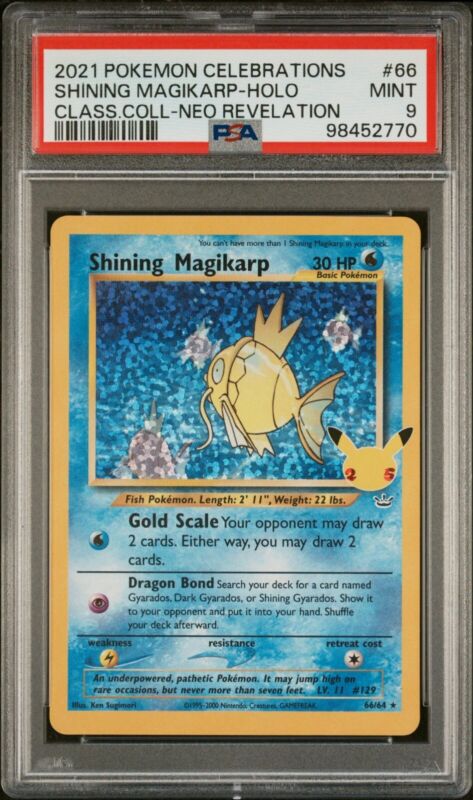 2021 POKEMON CELEBRATIONS #66
SHINING MAGIKARP-HOLO MINT
CLASS.COLL-NEO REVELATION 9
PSA 98452770
You can't have more than 1 Shining Magikarp in your deck.
Shining Magikarp 30 HP
Basic Pokémon
25
Fish Pokémon. Length: 2' 11", Weight: 22 lbs.
Gold Scale Your opponent may draw
2 cards. Either way, you may draw 2
cards.
Dragon Bond Search your deck for a card named
Gyarados, Dark Gyarados, or Shining Gyarados. Show it
to your opponent and put it into your hand. Shuffle
your deck afterward.
weakness resistance retreat cost
An underpowered, pathetic Pokémon. It may jump high on
rare occasions, but never more than seven feet. LV. 11 #129
Illus. Ken Sugimori ©1995-2000 Nintendo, Creatures, GAMEFREAK. 66/64 ★